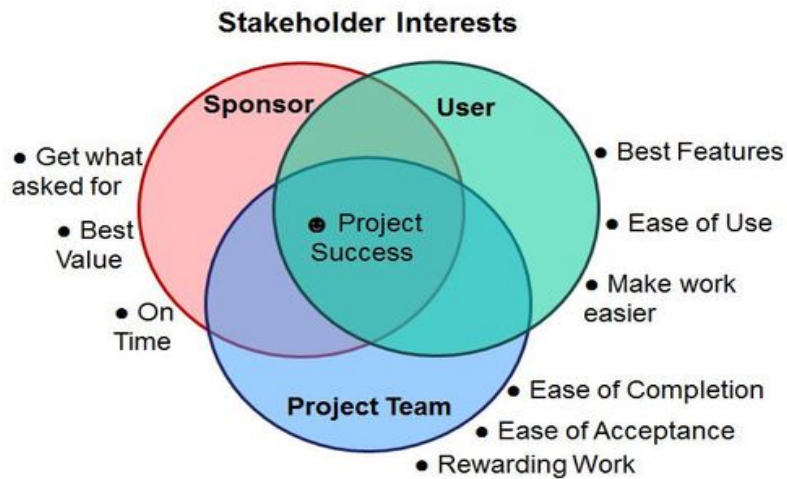 Stakeholder Interests
Sponsor
User
● Get what
asked for
● Best
Value
● On
Time
☻ Project
Success
● Best Features
● Ease of Use
● Make work
easier
Project Team
● Ease of Completion
● Ease of Acceptance
● Rewarding Work